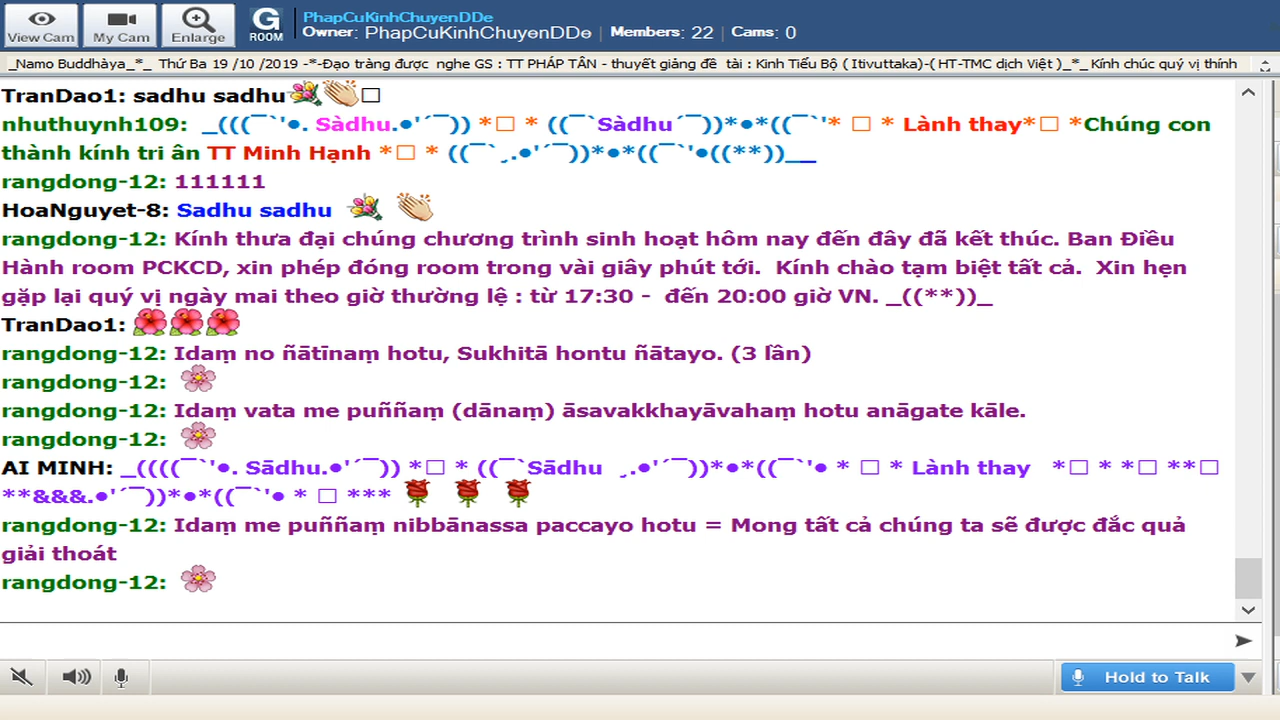 View Cam
My Cam
Enlarge
G ROOM
PhapCuKinhChuyenDDe
Owner: PhapCuKinhChuyenDDe | Members: 22 | Cams: 0
_Namo Buddhàya_*_ Thứ Ba 19 /10 /2019 -*-Đạo tràng được nghe GS : TT PHÁP TÂN - thuyết giảng đề tài : Kinh Tiểu Bộ ( Itivuttaka)-( HT-TMC dịch Việt )_*_ Kính chúc quý vị thính
TranDao1: sadhu sadhu💐👏□
nhuthuynh109: _(((¯`'•. Sàdhu.•'´¯)) *□ * ((¯`Sàdhu´¯))*•*((¯`'* □ * Lành thay*□ *Chúng con
thành kính tri ân TT Minh Hạnh *□ * ((¯`ˏ.•'´¯))*•*((¯`'•((**))__
rangdong-12: 111111
HoaNguyet-8: Sadhu sadhu 💐 👏
rangdong-12: Kính thưa đại chúng chương trình sinh hoạt hôm nay đến đây đã kết thúc. Ban Điều
Hành room PCKCD, xin phép đóng room trong vài giây phút tới. Kính chào tạm biệt tất cả. Xin hẹn
gặp lại quý vị ngày mai theo giờ thường lệ : từ 17:30 - đến 20:00 giờ VN. _((**))_
TranDao1: 🌺🌺🌺
rangdong-12: Idaṃ no ñātīnaṃ hotu, Sukhitā hontu ñātayo. (3 lần)
rangdong-12: 🌸
rangdong-12: Idaṃ vata me puññaṃ (dānaṃ) āsavakkhayāvahaṃ hotu anāgate kāle.
rangdong-12: 🌸
AI MINH: _((((¯`'•. Sādhu.•'´¯)) *□ * ((¯`Sādhu ˏ.•'´¯))*•*((¯`'• * □ * Lành thay *□ * *□ **□
**&&&.•'´¯))*•*((¯`'• * □ *** 🌹 🌹 🌹
rangdong-12: Idaṃ me puññaṃ nibbānassa paccayo hotu = Mong tất cả chúng ta sẽ được đắc quả
giải thoát
rangdong-12: 🌸
Hold to Talk